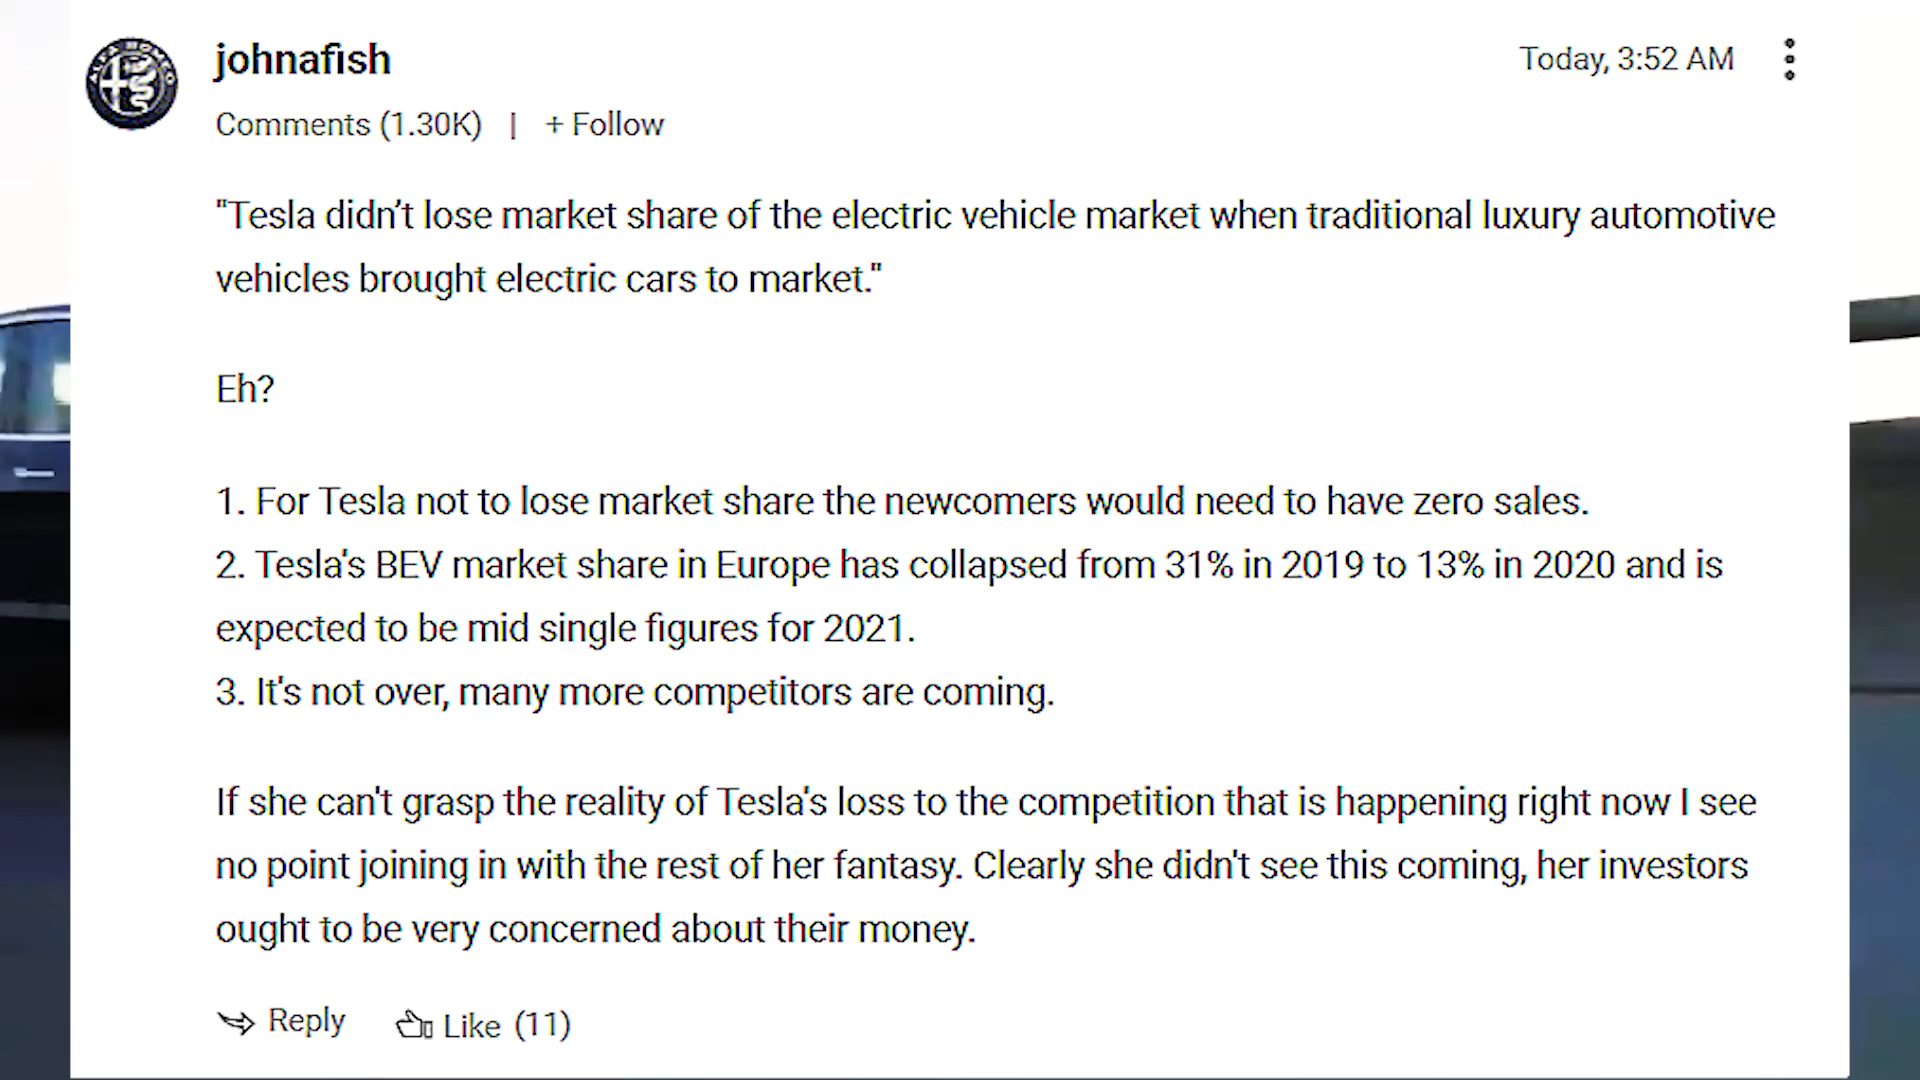 ALFA ROMEO
johnafish
Today, 3:52 AM
Comments (1.30K) | + Follow
"Tesla didn’t lose market share of the electric vehicle market when traditional luxury automotive
vehicles brought electric cars to market."
Eh?
1. For Tesla not to lose market share the newcomers would need to have zero sales.
2. Tesla's BEV market share in Europe has collapsed from 31% in 2019 to 13% in 2020 and is
expected to be mid single figures for 2021.
3. It's not over, many more competitors are coming.
If she can't grasp the reality of Tesla's loss to the competition that is happening right now I see
no point joining in with the rest of her fantasy. Clearly she didn't see this coming, her investors
ought to be very concerned about their money.
Reply Like (11)